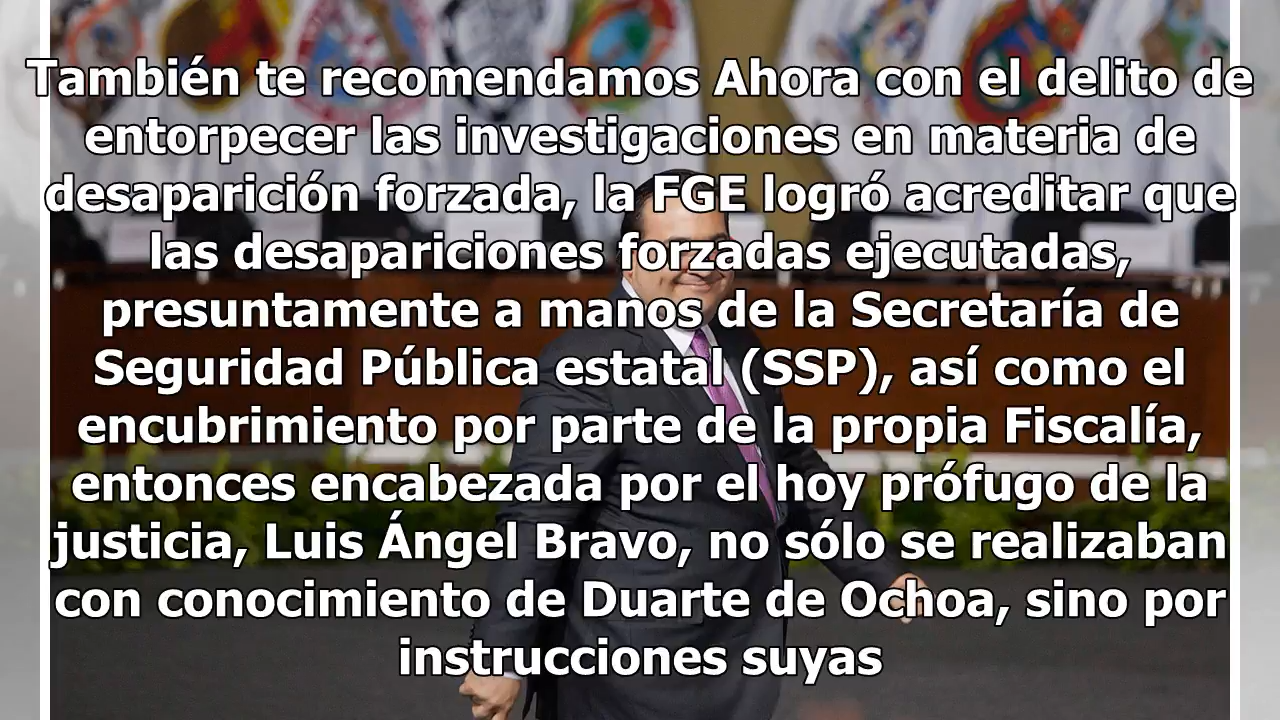 También te recomendamos Ahora con el delito de
entorpecer las investigaciones en materia de
desaparición forzada, la FGE logró acreditar que
las desapariciones forzadas ejecutadas,
presuntamente a manos de la Secretaría de
Seguridad Pública estatal (SSP), así como el
encubrimiento por parte de la propia Fiscalía,
entonces encabezada por el hoy prófugo de la
justicia, Luis Ángel Bravo, no sólo se realizaban
con conocimiento de Duarte de Ochoa, sino por
instrucciones suyas